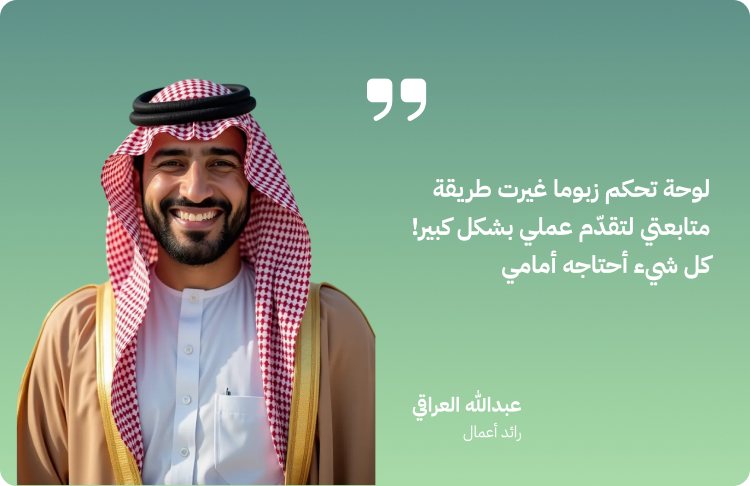 لوحة تحكم زبوما غيرت طريقة
متابعتي لتقدّم عملي بشكل كبير!
كل شيء أحتاجه أمامي
عبدالله العراقي
رائد أعمال